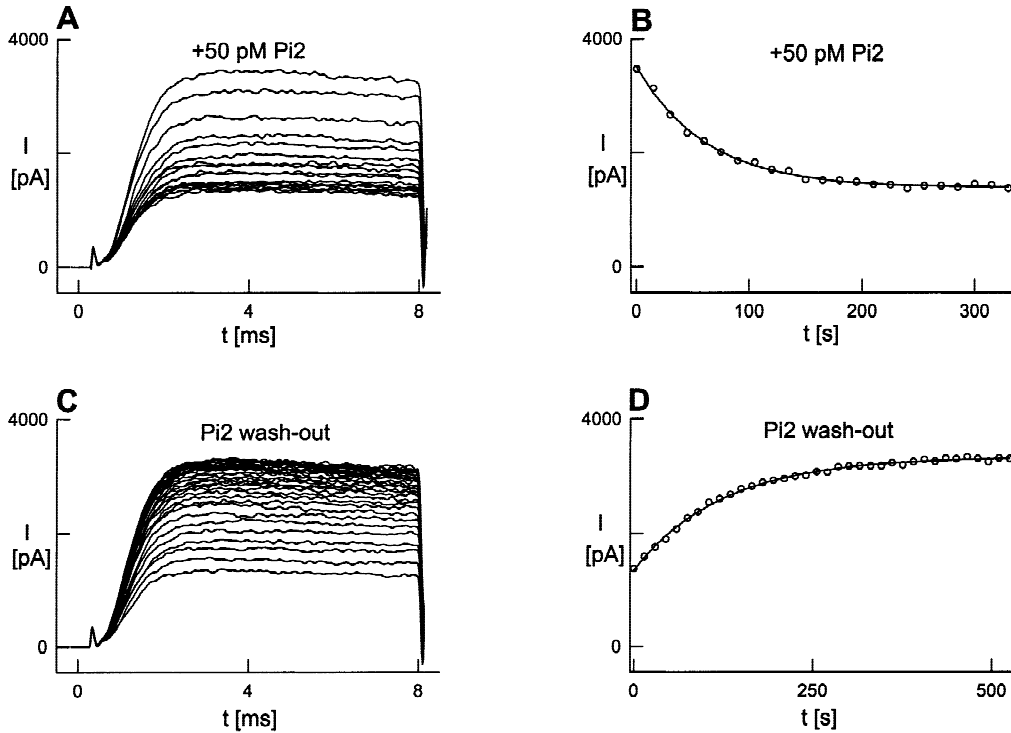 A
4000
+50 pM Pi2
I
[pA]
0
0 4 8
t [ms]
B
4000
+50 pM Pi2
I
[pA]
0
0 100 200 300
t [s]
C
4000
Pi2 wash-out
I
[pA]
0
0 4 8
t [ms]
D
4000
Pi2 wash-out
I
[pA]
0
0 250 500
t [s]